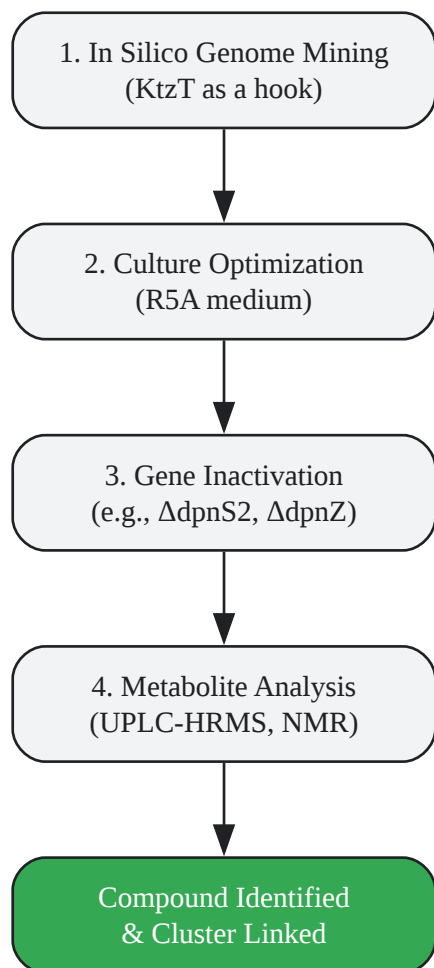 1. In Silico Genome Mining
(KtzT as a hook)
2. Culture Optimization
(R5A medium)
3. Gene Inactivation
(e.g., ΔdpnS2, ΔdpnZ)
4. Metabolite Analysis
(UPLC-HRMS, NMR)
Compound Identified
& Cluster Linked